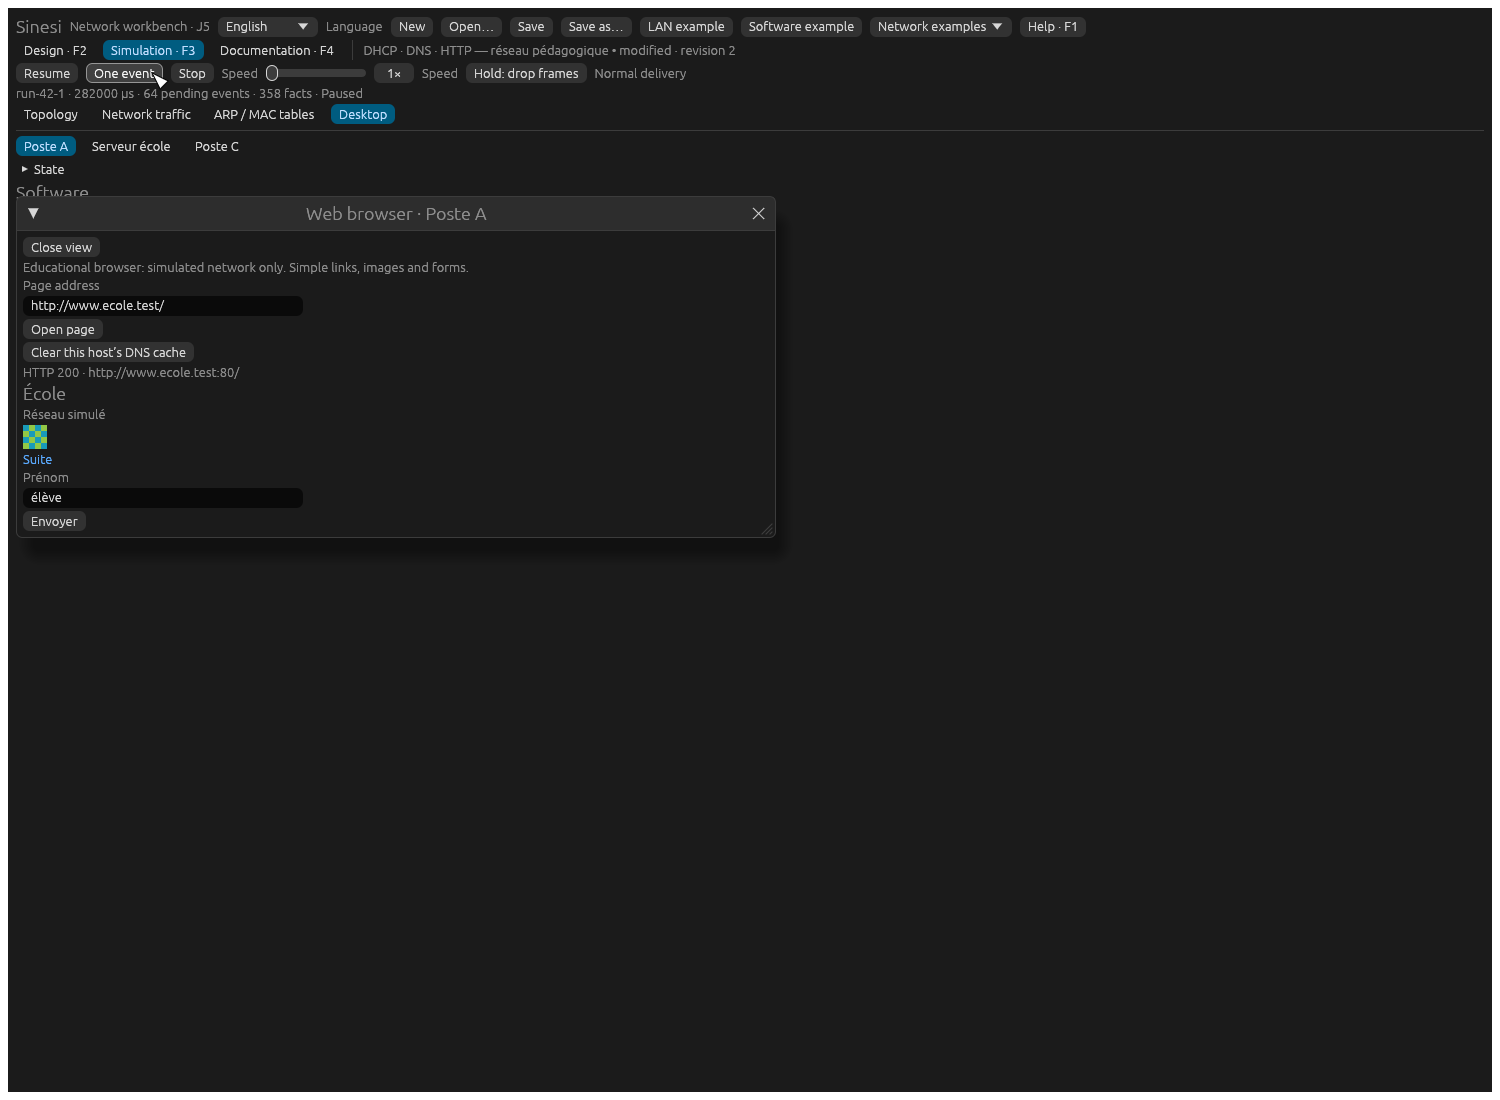 Sinesi Network workbench · J5 English Language New Open… Save Save as… LAN example Software example Network examples Help · F1
Design · F2 Simulation · F3 Documentation · F4 DHCP · DNS · HTTP — réseau pédagogique • modified · revision 2
Resume One event Stop Speed 1× Speed Hold: drop frames Normal delivery
run-42-1 · 282000 µs · 64 pending events · 358 facts · Paused
Topology Network traffic ARP / MAC tables Desktop
Poste A Serveur école Poste C
State
Software
Web browser · Poste A
Close view
Educational browser: simulated network only. Simple links, images and forms.
Page address
http://www.ecole.test/
Open page
Clear this host’s DNS cache
HTTP 200 · http://www.ecole.test:80/
École
Réseau simulé
Suite
Prénom
élève
Envoyer